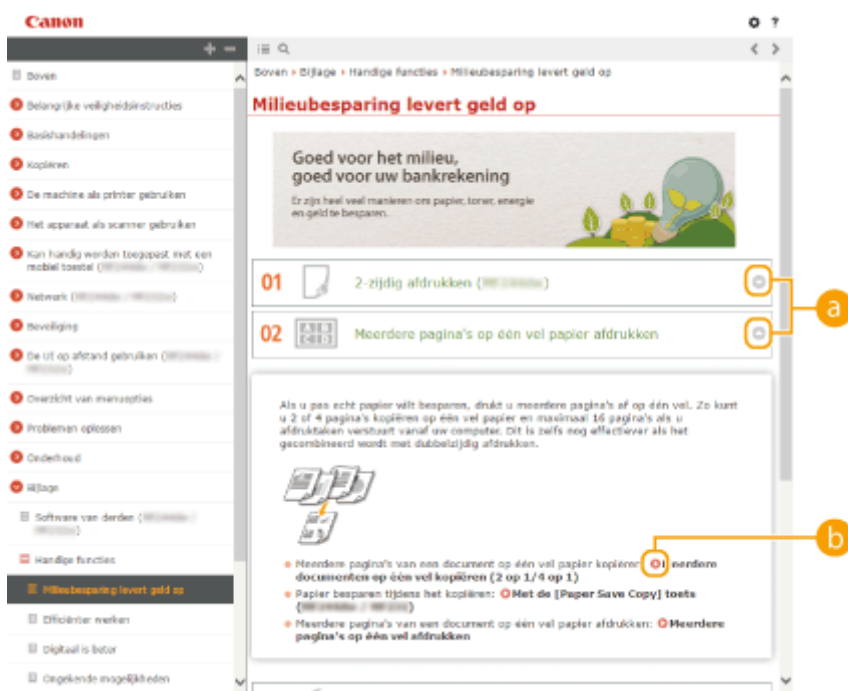 Canon
?
Boven
Belangrijke veiligheidsinstructies
Basishandelingen
Kopiëren
De machine als printer gebruiken
Het apparaat als scanner gebruiken
Kan handig worden toegepast met een
mobiel toestel (
Netwerk (
Beveiliging
De UI op afstand gebruiken (
Overzicht van menuopties
Problemen oplossen
Onderhoud
Bijlage
Software van derden (
Handige functies
Milieubesparing levert geld op
Efficiënter werken
Digitaal is beter
Ongekende mogelijkheden
Boven › Bijlage › Handige functies › Milieubesparing levert geld op
Milieubesparing levert geld op
Goed voor het milieu,
goed voor uw bankrekening
Er zijn heel veel manieren om papier, toner, energie
en geld te besparen.
01 2-zijdig afdrukken (
02 ABCD Meerdere pagina's op één vel papier afdrukken
a
Als u pas echt papier wilt besparen, drukt u meerdere pagina's af op één vel. Zo kunt
u 2 of 4 pagina's kopiëren op één vel papier en maximaal 16 pagina's als u
afdruktaken verstuurt vanaf uw computer. Dit is zelfs nog effectiever als het
gecombineerd wordt met dubbelzijdig afdrukken.
b
Meerdere pagina's van een document op één vel papier kopiëren: eerdere
documenten op één vel kopiëren (2 op 1/4 op 1)
Papier besparen tijdens het kopiëren: Met de [Paper Save Copy] toets
Meerdere pagina's van een document op één vel papier afdrukken: Meerdere
pagina's op één vel afdrukken